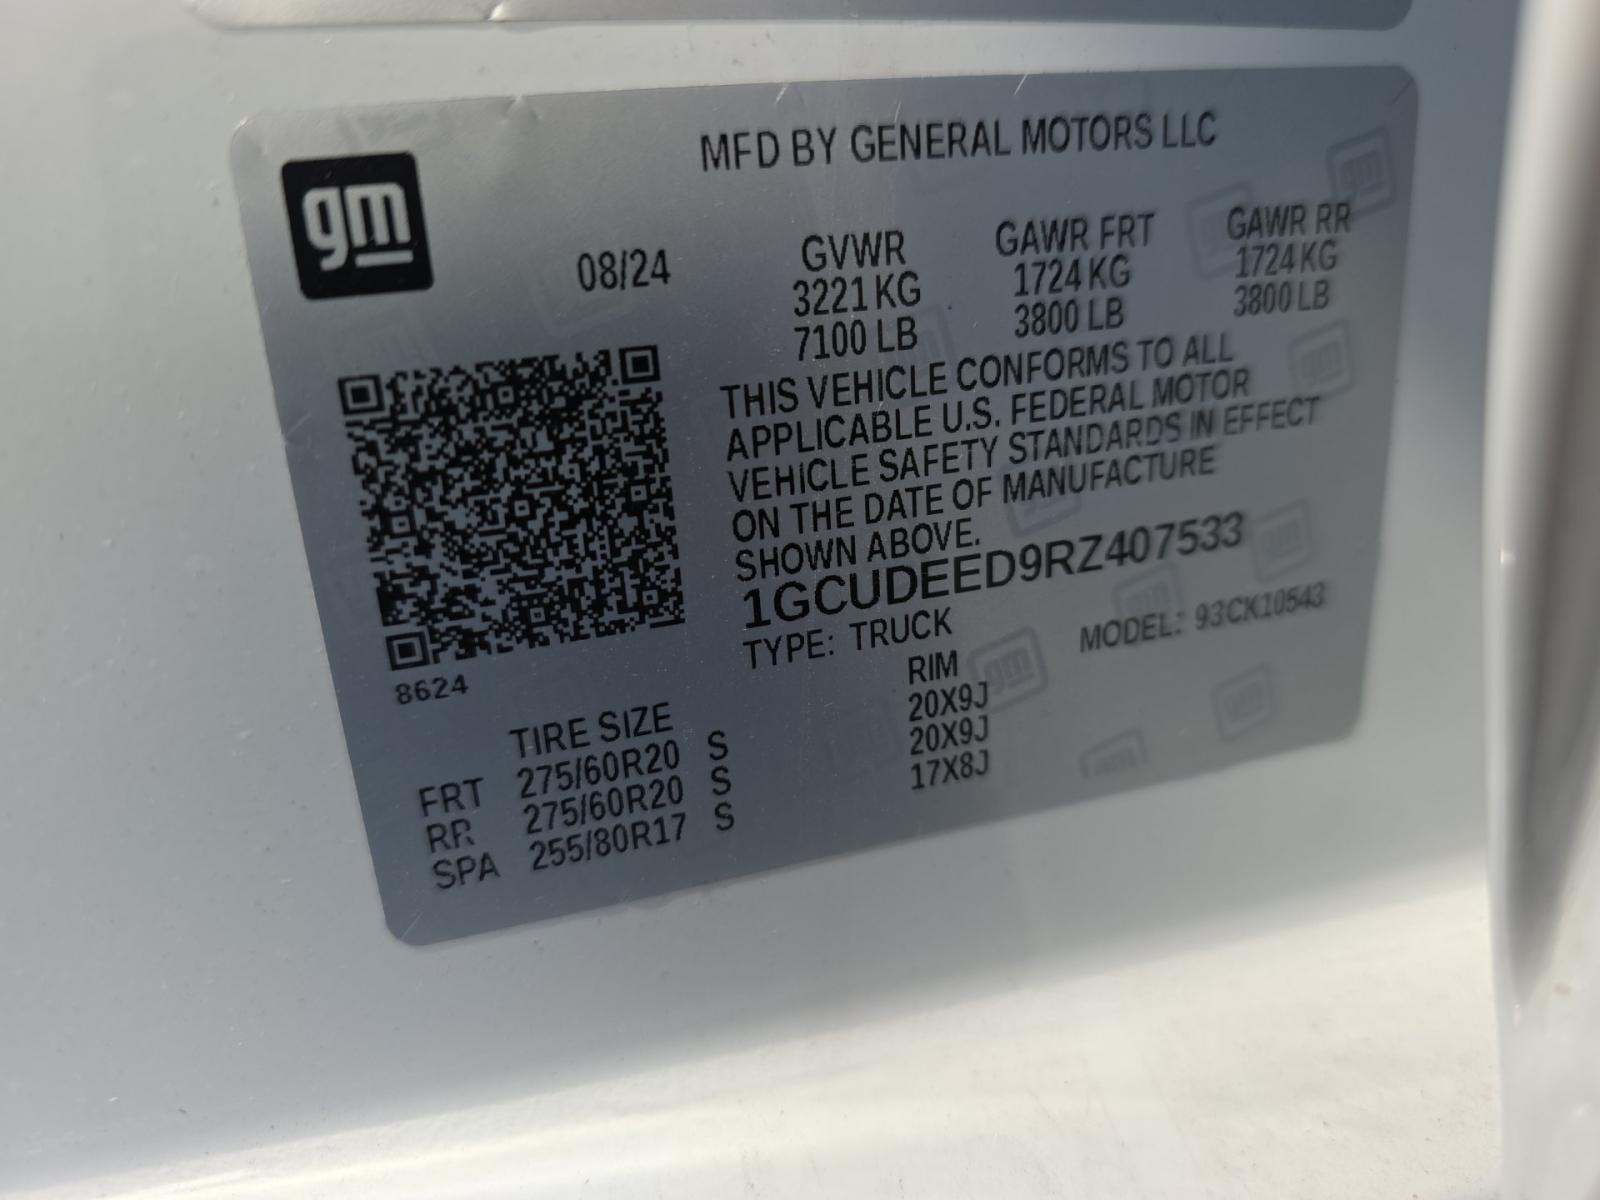 gm
MFD BY GENERAL MOTORS LLC
08/24
GVWR GAWR FRT GAWR RR
3221 KG 1724 KG 1724 KG
7100 LB 3800 LB 3800 LB
THIS VEHICLE CONFORMS TO ALL
APPLICABLE U.S. FEDERAL MOTOR
VEHICLE SAFETY STANDARDS IN EFFECT
ON THE DATE OF MANUFACTURE
SHOWN ABOVE.
1GCUDEED9RZ407533
TYPE: TRUCK MODEL: 93CK10543
8624
TIRE SIZE RIM
FRT 275/60R20 S 20X9J
RR 275/60R20 S 20X9J
SPA 255/80R17 S 17X8J